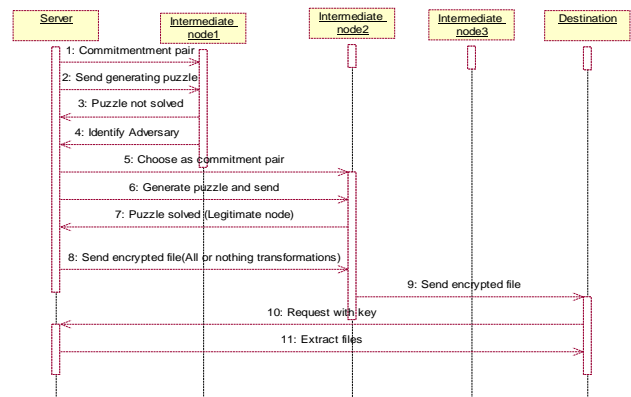 Server
Intermediate
node1
Intermediate
node2
Intermediate
node3
Destination
1: Commitmentment pair
2: Send generating puzzle
3: Puzzle not solved
4: Identify Adversary
5: Choose as commitment pair
6: Generate puzzle and send
7: Puzzle solved (Legitimate node)
8: Send encrypted file(All or nothing transformations)
9: Send encrypted file
10: Request with key
11: Extract files